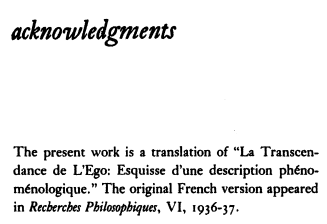 acknowledgments
The present work is a translation of "La Transcen-
dance de L'Ego: Esquisse d'une description phéno-
ménologique." The original French version appeared
in Recherches Philosophiques, VI, 1936-37.